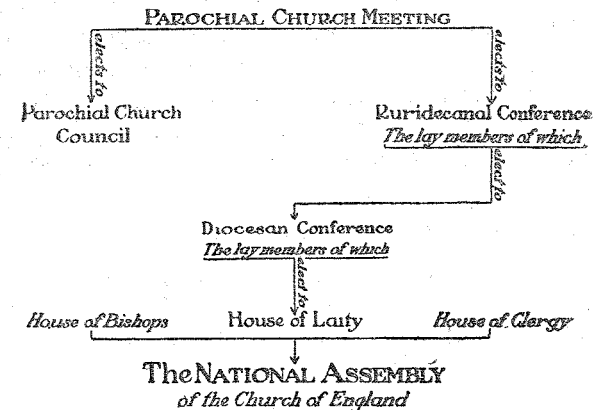 PAROCHIAL CHURCH MEETING
elects to
elects to
Parochial Church
Council
Ruridecanal Conference
The lay members of which
elect to
Diocesan Conference
The lay members of which
elect to
House of Bishops
House of Laity
House of Clergy
The NATIONAL ASSEMBLY
of the Church of England